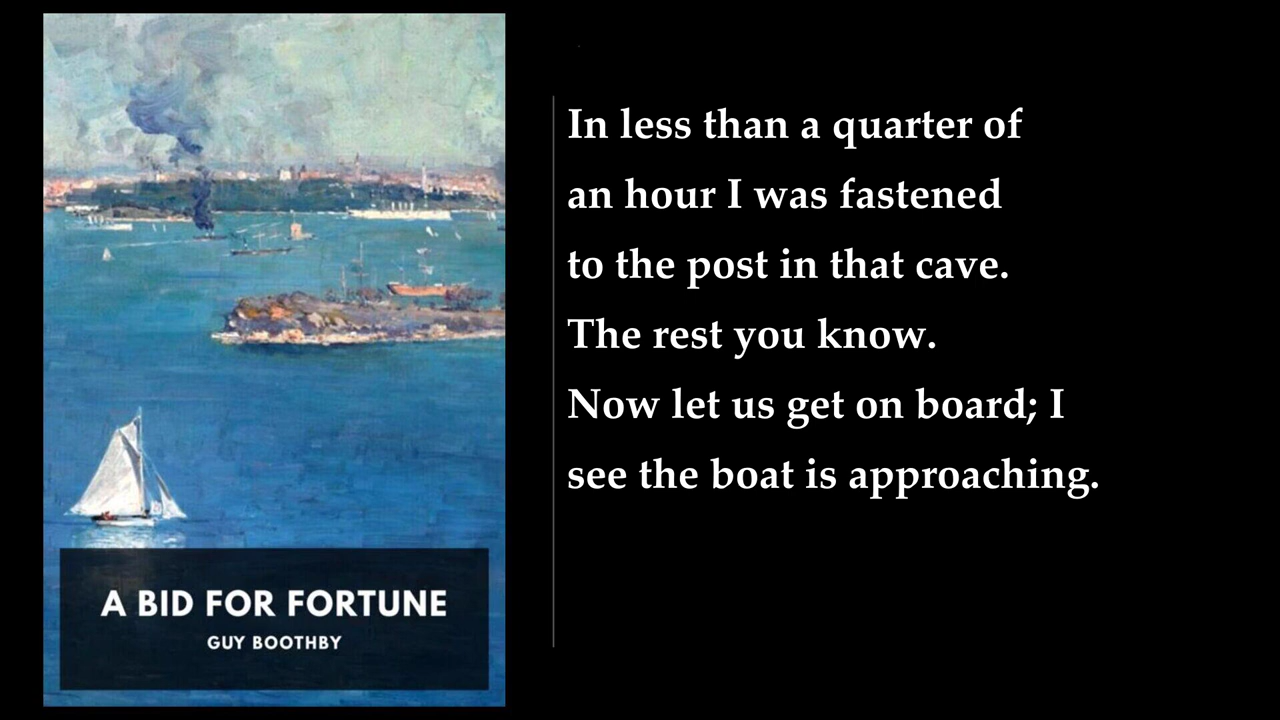 A BID FOR FORTUNE
GUY BOOTHBY
In less than a quarter of
an hour I was fastened
to the post in that cave.
The rest you know.
Now let us get on board; I
see the boat is approaching.